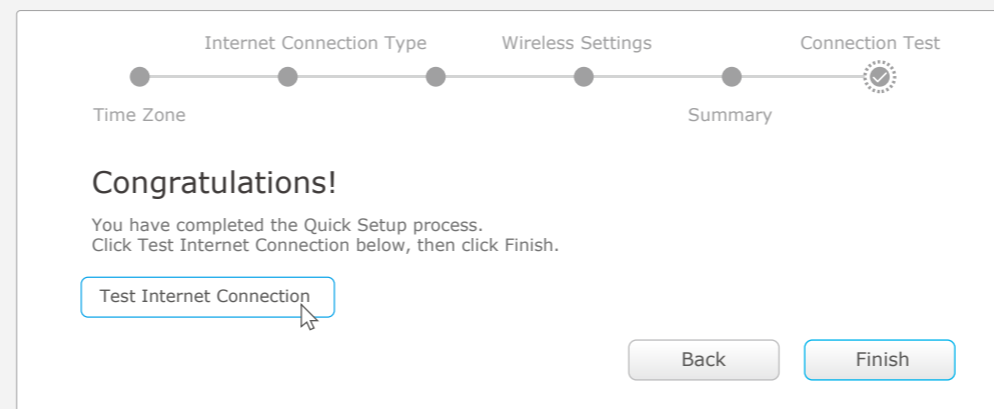 Internet Connection Type
Wireless Settings
Connection Test
Time Zone
Summary
Congratulations!
You have completed the Quick Setup process.
Click Test Internet Connection below, then click Finish.
Test Internet Connection
Back
Finish